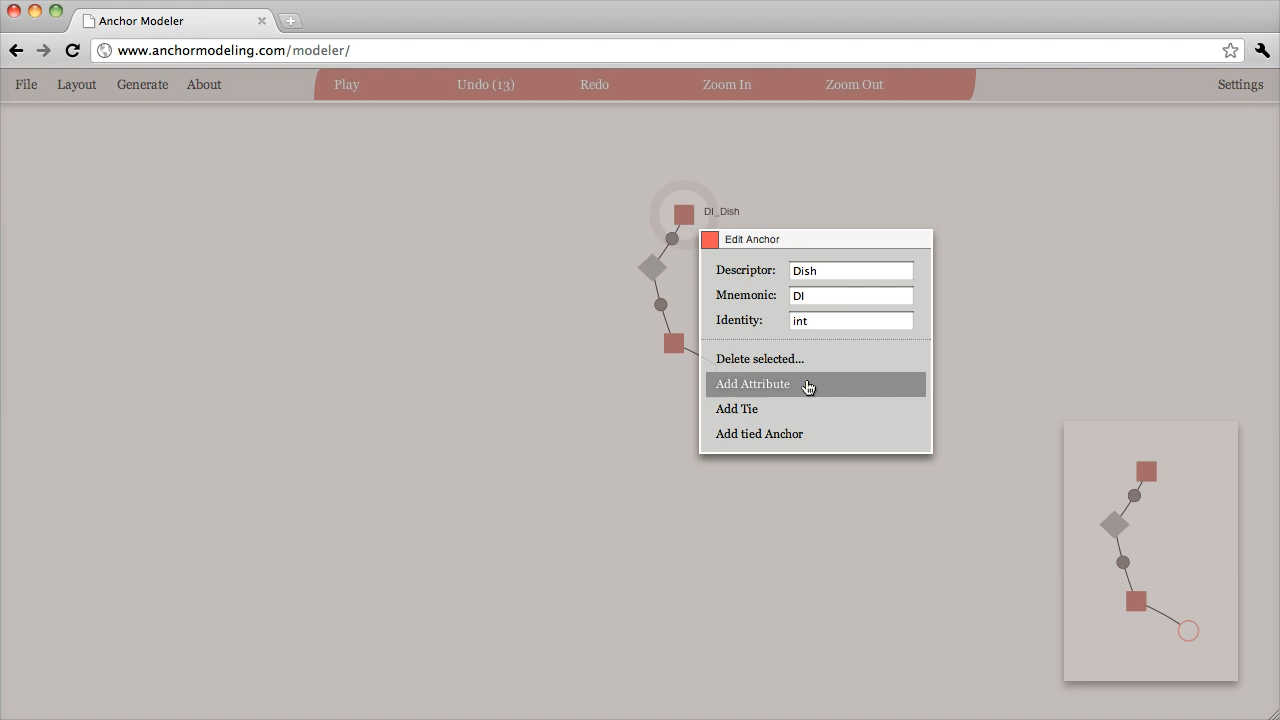 Anchor Modeler
www.anchormodeling.com/modeler/
File Layout Generate About Play Undo (13) Redo Zoom In Zoom Out Settings
DI_Dish
Edit Anchor
Descriptor: Dish
Mnemonic: DI
Identity: int
Delete selected...
Add Attribute
Add Tie
Add tied Anchor